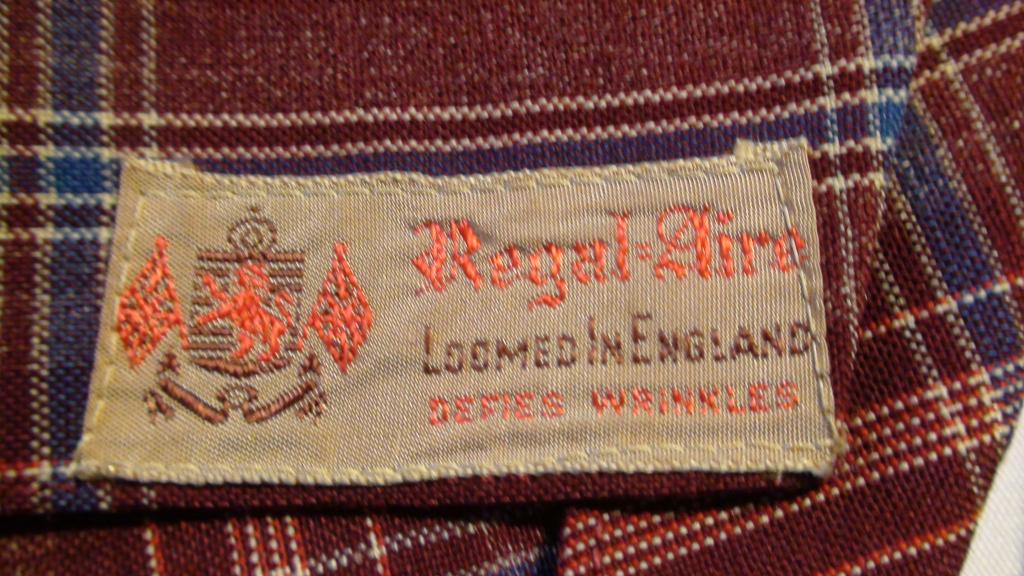 Regal-Aire
LOOMED IN ENGLAND
DEFIES WRINKLES